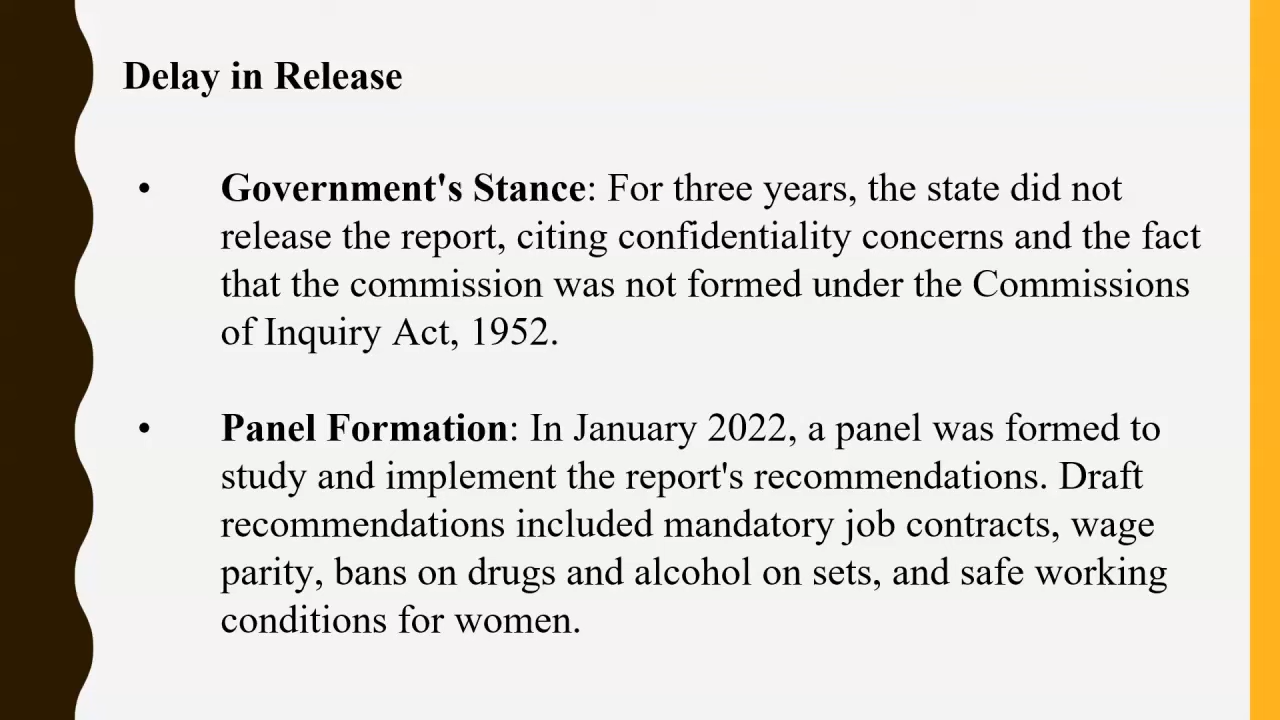 Delay in Release
• Government's Stance: For three years, the state did not
release the report, citing confidentiality concerns and the fact
that the commission was not formed under the Commissions
of Inquiry Act, 1952.
• Panel Formation: In January 2022, a panel was formed to
study and implement the report's recommendations. Draft
recommendations included mandatory job contracts, wage
parity, bans on drugs and alcohol on sets, and safe working
conditions for women.